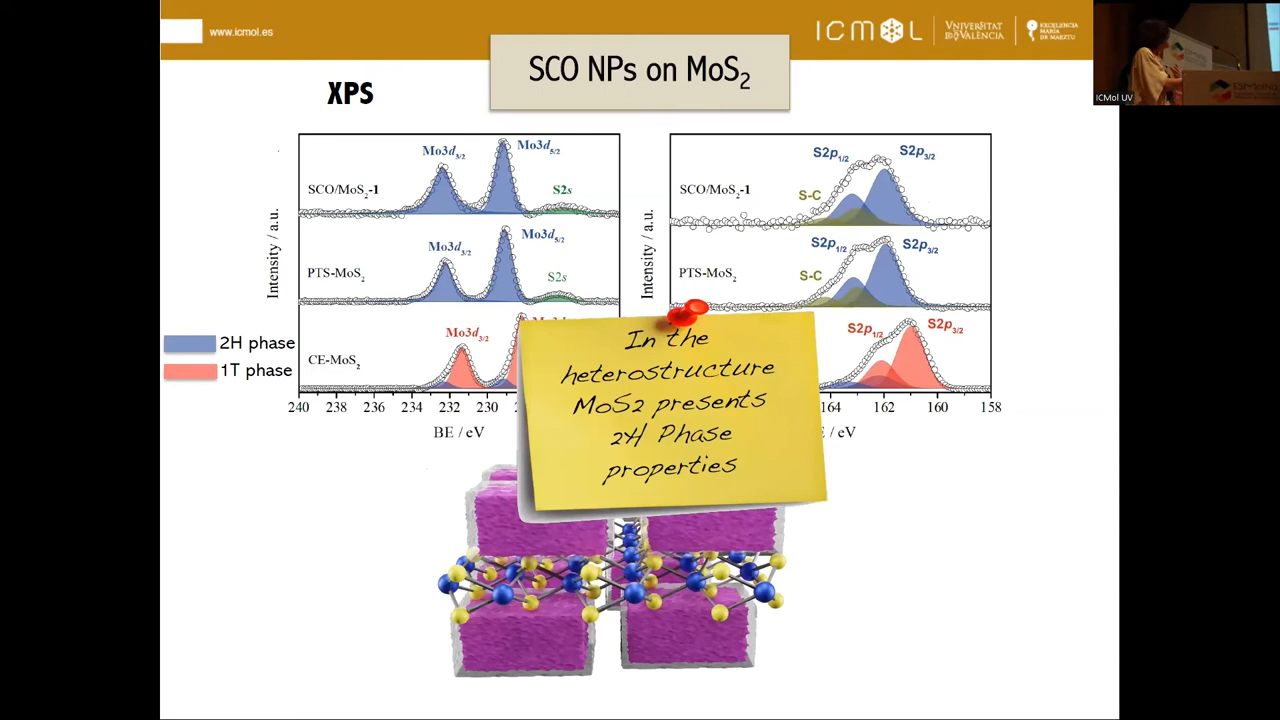 www.icmol.es
ICMOL
VNIVERSITAT
DE VALÈNCIA
EXCELENCIA
MARÍA
DE MAEZTU
ICMol UV
SCO NPs on MoS2
XPS
Mo3d3/2
Mo3d5/2
SCO/MoS2-1
S2s
Mo3d3/2
Mo3d5/2
PTS-MoS2
S2s
Mo3d3/2
CE-MoS2
Intensity / a.u.
240 238 236 234 232 230
BE / eV
2H phase
1T phase
S2p1/2
S2p3/2
SCO/MoS2-1
S-C
S2p1/2
S2p3/2
PTS-MoS2
S-C
S2p1/2
S2p3/2
Intensity / a.u.
164 162 160 158
/ eV
In the
heterostructure
MoS2 presents
2H Phase
properties